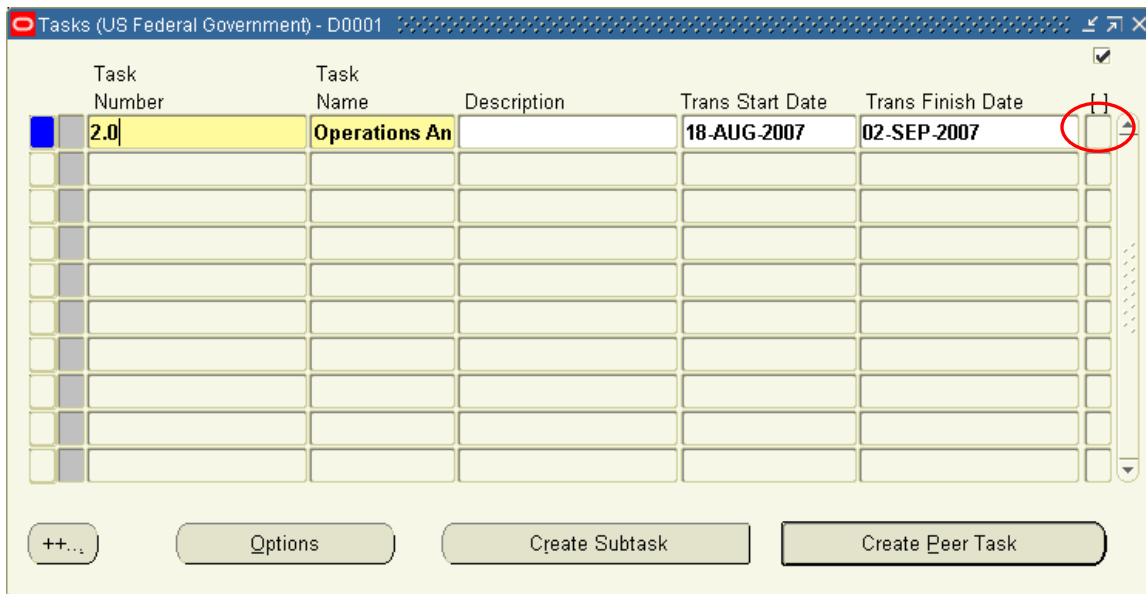 Tasks (US Federal Government) - D0001
Task Number
Task Name
Description
Trans Start Date
Trans Finish Date
[ ]
2.0
Operations An
18-AUG-2007
02-SEP-2007
++...
Options
Create Subtask
Create Peer Task